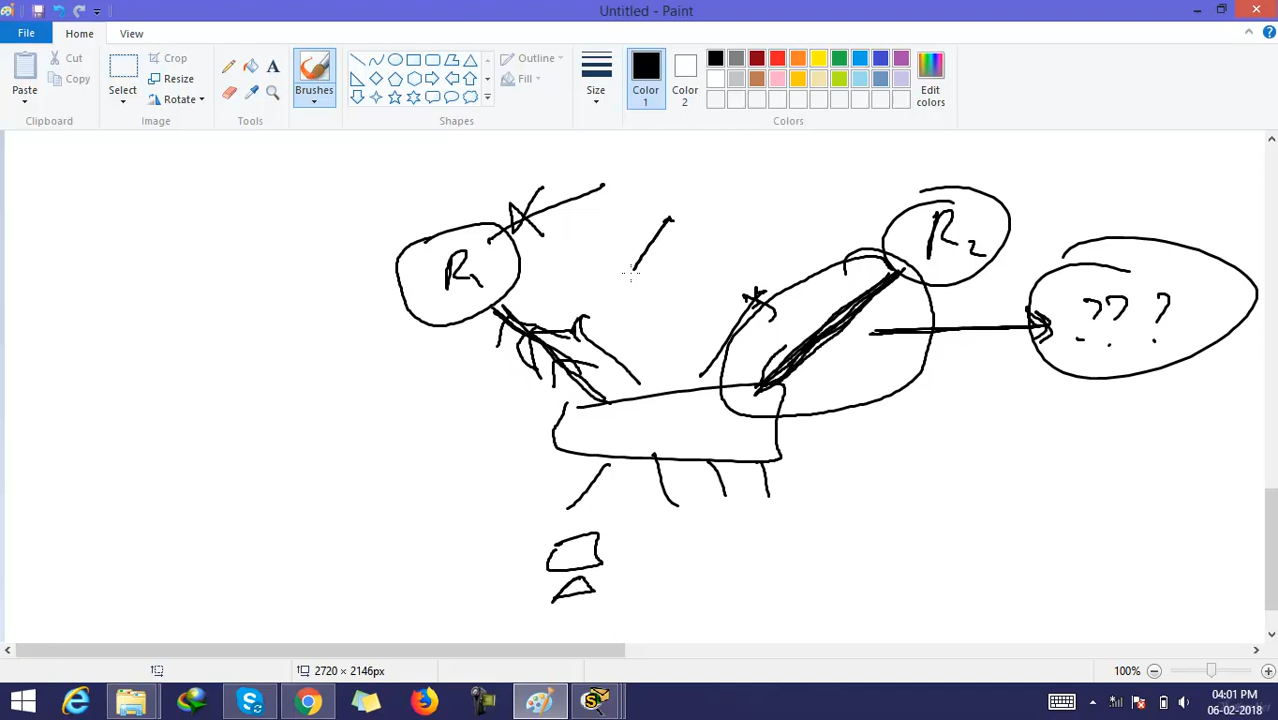 Untitled - Paint
File
Home
View
Paste
Cut
Copy
Clipboard
Select
Crop
Resize
Rotate
Image
Tools
Brushes
Shapes
Outline
Fill
Size
Color 1
Color 2
Edit colors
Colors
R1
R2
? ? ?
2720 × 2146px
100%
04:01 PM
06-02-2018